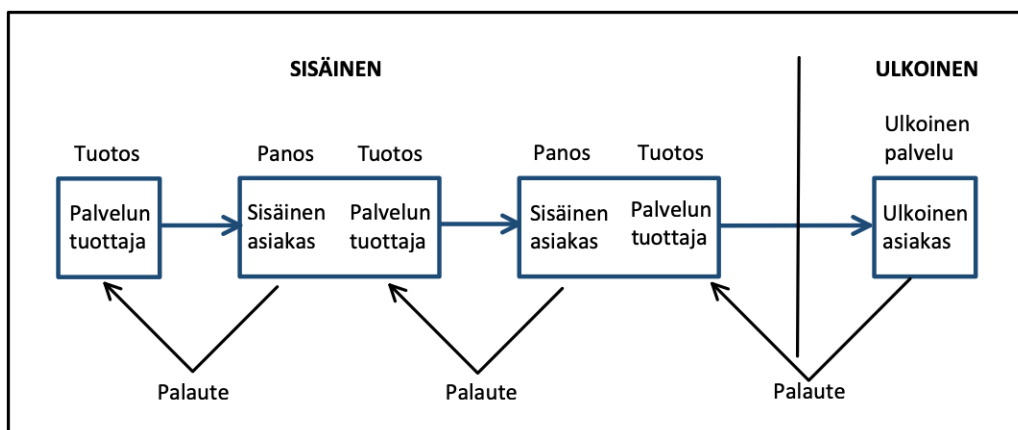 SISÄINEN
ULKOINEN
Ulkoinen
palvelu
Tuotos
Panos
Tuotos
Panos
Tuotos
Palvelun
tuottaja
Sisäinen
asiakas
Palvelun
tuottaja
Sisäinen
asiakas
Palvelun
tuottaja
Ulkoinen
asiakas
Palaute
Palaute
Palaute